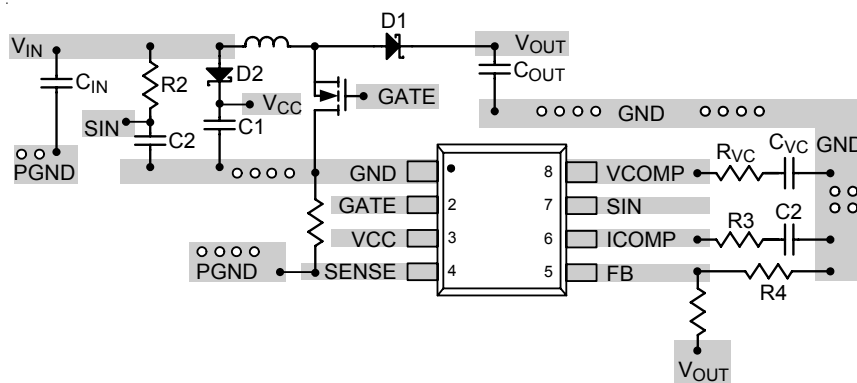 D1
VIN
VOUT
CIN
R2
D2
COUT
VCC
GATE
SIN
C2
C1
GND
PGND
RVC
CVC
GND
GND
8
VCOMP
GATE
2
7
SIN
VCC
3
6
ICOMP
R3
C2
PGND
SENSE
4
5
FB
R4
VOUT